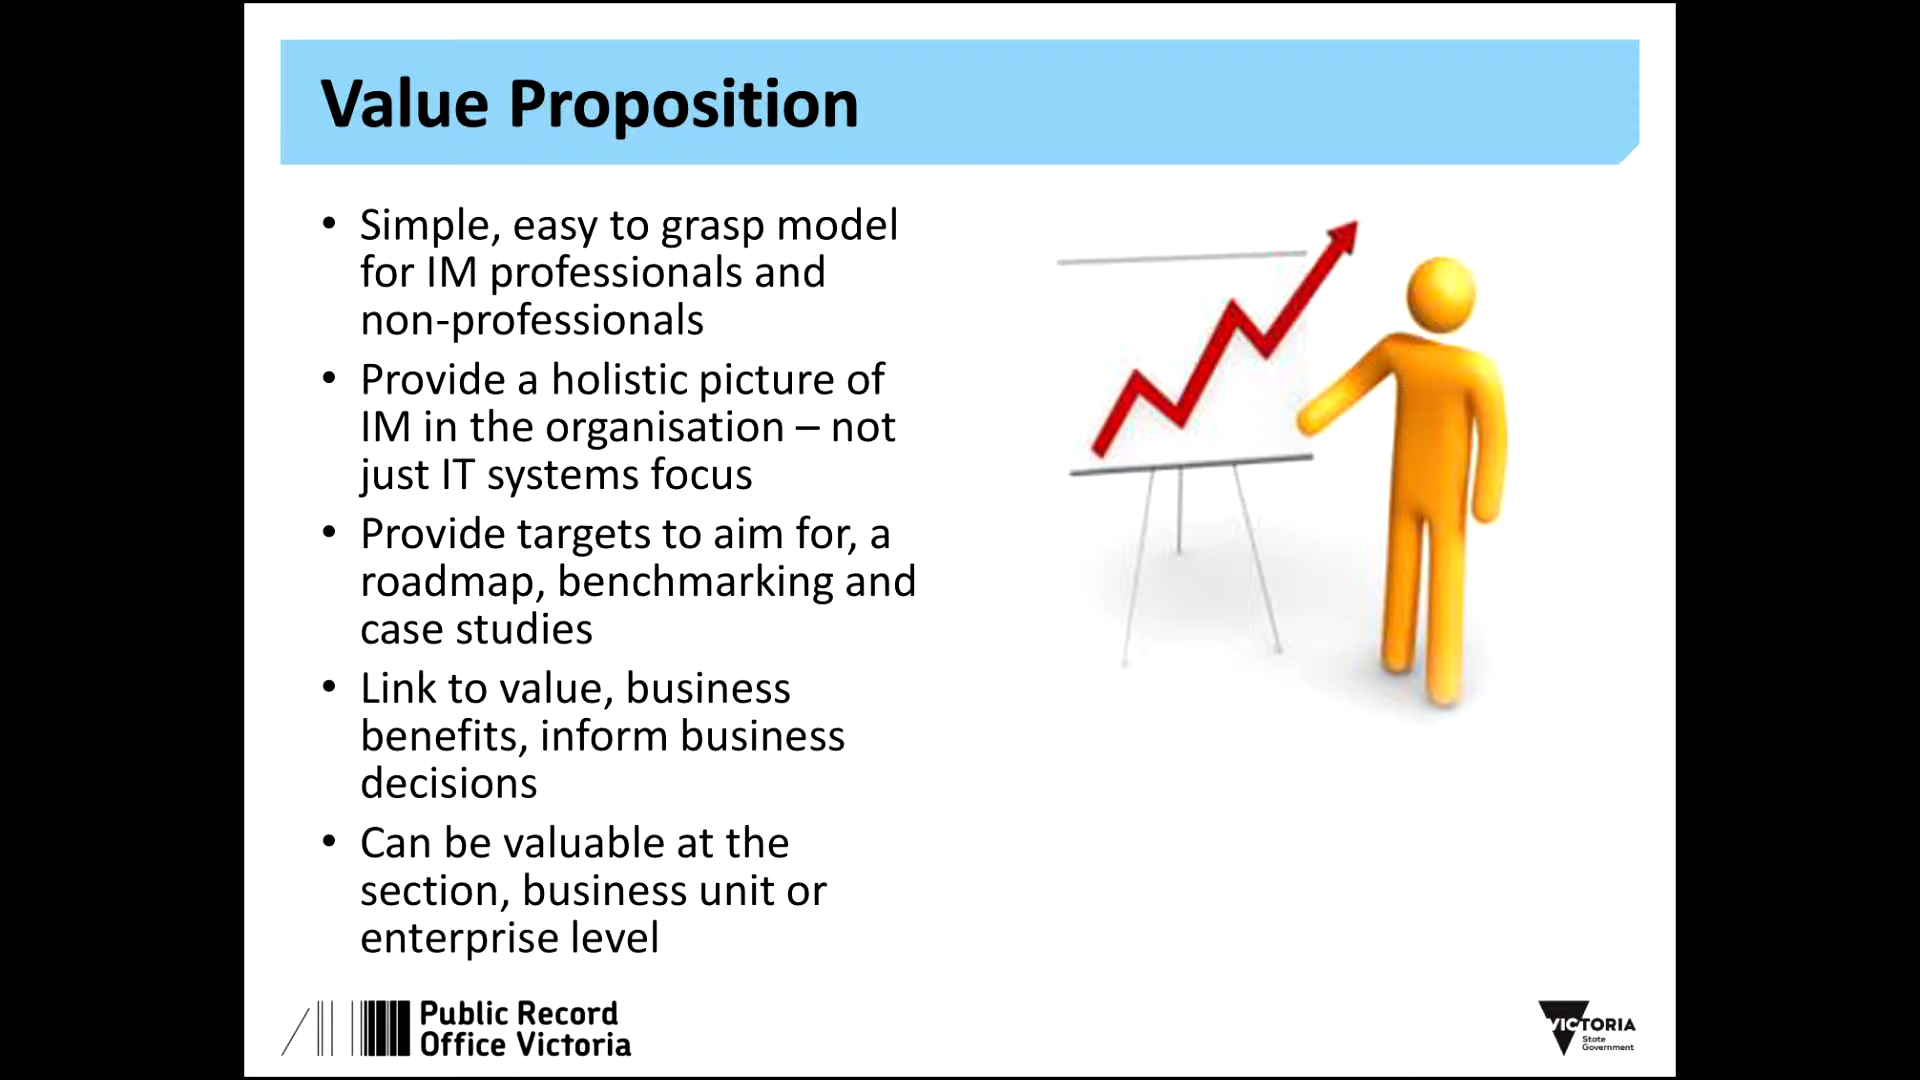 Value Proposition
• Simple, easy to grasp model
for IM professionals and
non-professionals
• Provide a holistic picture of
IM in the organisation – not
just IT systems focus
• Provide targets to aim for, a
roadmap, benchmarking and
case studies
• Link to value, business
benefits, inform business
decisions
• Can be valuable at the
section, business unit or
enterprise level
Public Record
Office Victoria
VICTORIA
State
Government